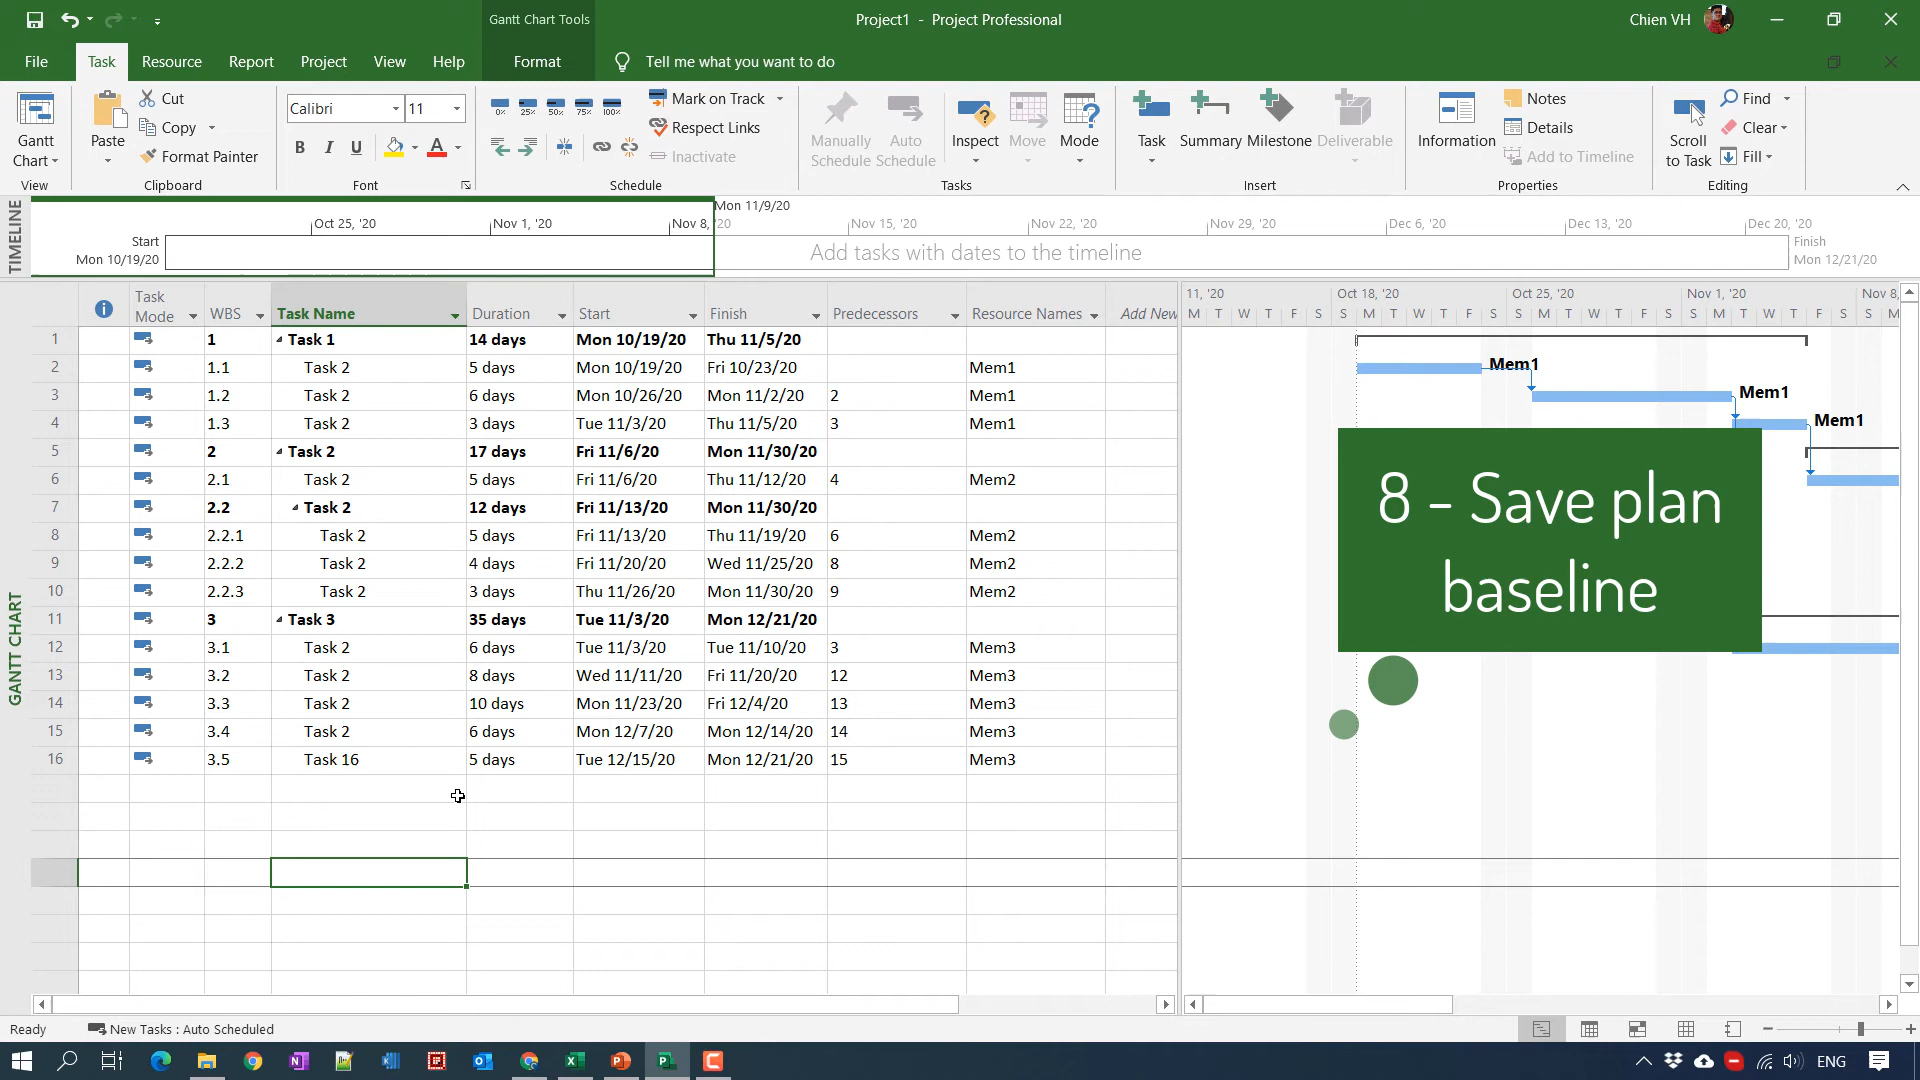 Gantt Chart Tools
Project1 - Project Professional
Chien VH
File Task Resource Report Project View Help Format Tell me what you want to do
Gantt Chart
Paste
Cut
Copy
Format Painter
Calibri 11
B I U A
0% 25% 50% 75% 100%
Mark on Track
Respect Links
Inactivate
Manually Schedule
Auto Schedule
Inspect
Move
Mode
Task
Summary
Milestone
Deliverable
Information
Notes
Details
Add to Timeline
Scroll to Task
Find
Clear
Fill
View Clipboard Font Schedule Tasks Insert Properties Editing
TIMELINE
Mon 11/9/20
Oct 25, '20 Nov 1, '20 Nov 8, '20 Nov 15, '20 Nov 22, '20 Nov 29, '20 Dec 6, '20 Dec 13, '20 Dec 20, '20
Start
Mon 10/19/20
Add tasks with dates to the timeline
Finish
Mon 12/21/20
GANTT CHART
Task Mode WBS Task Name Duration Start Finish Predecessors Resource Names Add New
11, '20 Oct 18, '20 Oct 25, '20 Nov 1, '20 Nov 8,
M T W T F S S M T W T F S S M T W T F S S M T W T F S S M
1 1 Task 1 14 days Mon 10/19/20 Thu 11/5/20
2 1.1 Task 2 5 days Mon 10/19/20 Fri 10/23/20 Mem1
3 1.2 Task 2 6 days Mon 10/26/20 Mon 11/2/20 2 Mem1
4 1.3 Task 2 3 days Tue 11/3/20 Thu 11/5/20 3 Mem1
5 2 Task 2 17 days Fri 11/6/20 Mon 11/30/20
6 2.1 Task 2 5 days Fri 11/6/20 Thu 11/12/20 4 Mem2
7 2.2 Task 2 12 days Fri 11/13/20 Mon 11/30/20
8 2.2.1 Task 2 5 days Fri 11/13/20 Thu 11/19/20 6 Mem2
9 2.2.2 Task 2 4 days Fri 11/20/20 Wed 11/25/20 8 Mem2
10 2.2.3 Task 2 3 days Thu 11/26/20 Mon 11/30/20 9 Mem2
11 3 Task 3 35 days Tue 11/3/20 Mon 12/21/20
12 3.1 Task 2 6 days Tue 11/3/20 Tue 11/10/20 3 Mem3
13 3.2 Task 2 8 days Wed 11/11/20 Fri 11/20/20 12 Mem3
14 3.3 Task 2 10 days Mon 11/23/20 Fri 12/4/20 13 Mem3
15 3.4 Task 2 6 days Mon 12/7/20 Mon 12/14/20 14 Mem3
16 3.5 Task 16 5 days Tue 12/15/20 Mon 12/21/20 15 Mem3
Mem1
Mem1
Mem1
8 - Save plan
baseline
Ready New Tasks : Auto Scheduled
ENG